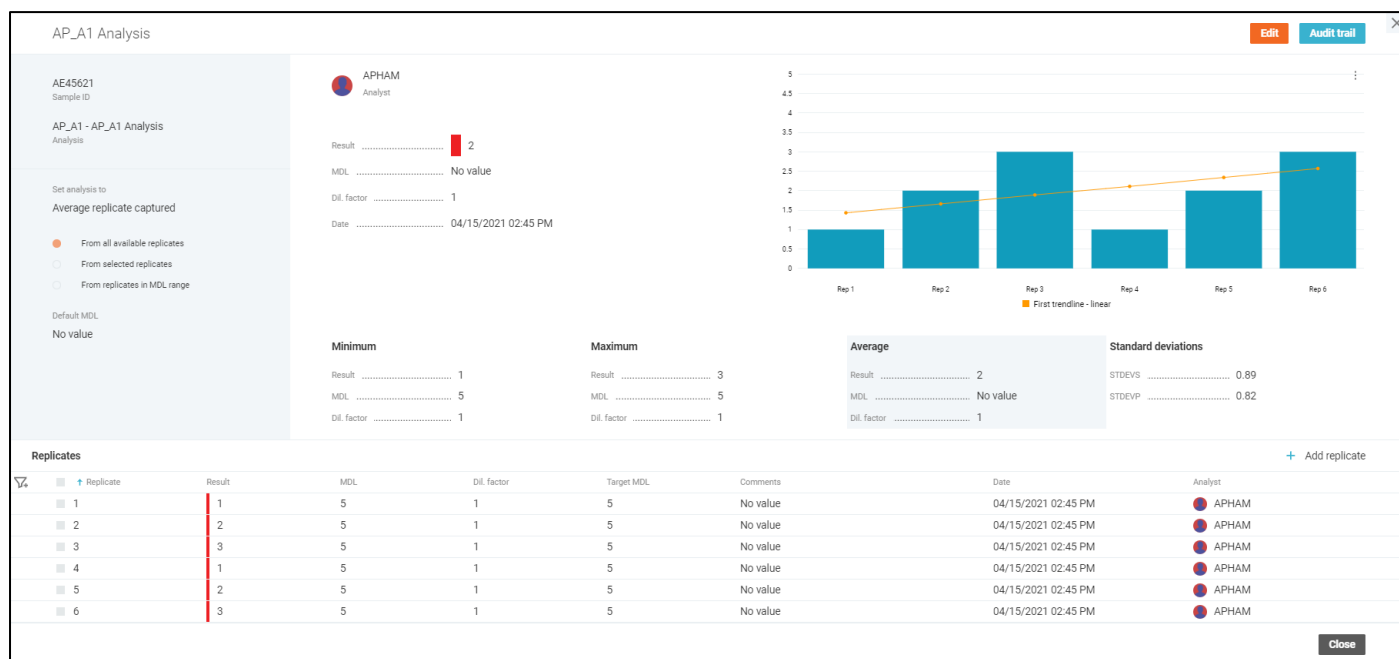 AP_A1 Analysis
Edit
Audit trail
AE45621
Sample ID
AP_A1 - AP_A1 Analysis
Analysis
Set analysis to
Average replicate captured
From all available replicates
From selected replicates
From replicates in MDL range
Default MDL
No value
APHAM
Analyst
Result ............................ 2
MDL .............................. No value
Dil. factor ........................ 1
Date .............................. 04/15/2021 02:45 PM
5
4.5
4
3.5
3
2.5
2
1.5
1
0.5
0
Rep 1 Rep 2 Rep 3 Rep 4 Rep 5 Rep 6
First trendline - linear
Minimum
Result ............................... 1
MDL ................................. 5
Dil. factor ........................... 1
Maximum
Result ............................... 3
MDL ................................. 5
Dil. factor ........................... 1
Average
Result ............................... 2
MDL ................................. No value
Dil. factor ........................... 1
Standard deviations
STDEVS ............................ 0.89
STDEVP ............................ 0.82
Replicates
+ Add replicate
↑ Replicate Result MDL Dil. factor Target MDL Comments Date Analyst
1 1 5 1 5 No value 04/15/2021 02:45 PM APHAM
2 2 5 1 5 No value 04/15/2021 02:45 PM APHAM
3 3 5 1 5 No value 04/15/2021 02:45 PM APHAM
4 1 5 1 5 No value 04/15/2021 02:45 PM APHAM
5 2 5 1 5 No value 04/15/2021 02:45 PM APHAM
6 3 5 1 5 No value 04/15/2021 02:45 PM APHAM
Close